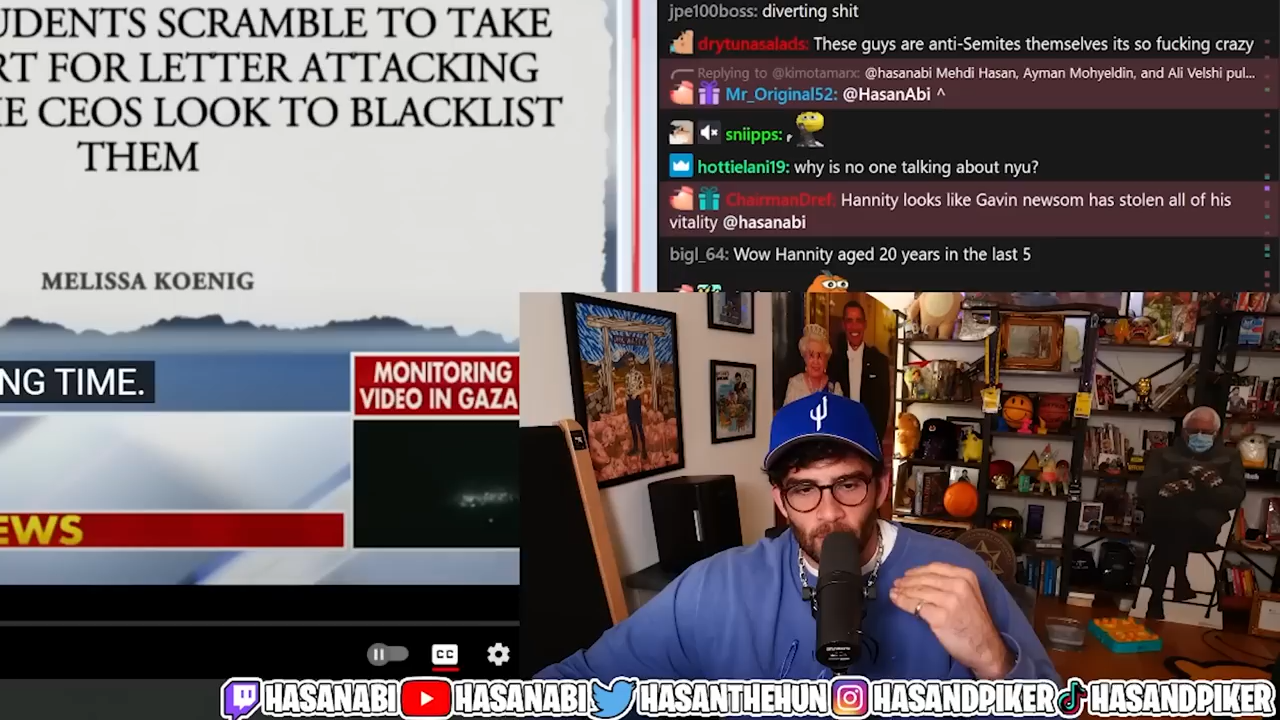 UDENTS SCRAMBLE TO TAKE
RT FOR LETTER ATTACKING
E CEOS LOOK TO BLACKLIST
THEM
MELISSA KOENIG
NG TIME.
MONITORING
VIDEO IN GAZA
EWS
CC
jpe100boss: diverting shit
drytunasalads: These guys are anti-Semites themselves its so fucking crazy
Replying to @kimotamarx: @hasanabi Mehdi Hasan, Ayman Mohyeldin, and Ali Velshi pul...
Mr_Original52: @HasanAbi ^
sniipps: ,
hottielani19: why is no one talking about nyu?
ChairmanDref: Hannity looks like Gavin newsom has stolen all of his
vitality @hasanabi
bigl_64: Wow Hannity aged 20 years in the last 5
HASANABI HASANABI HASANTHEHUN HASANDPIKER HASANDPIKER